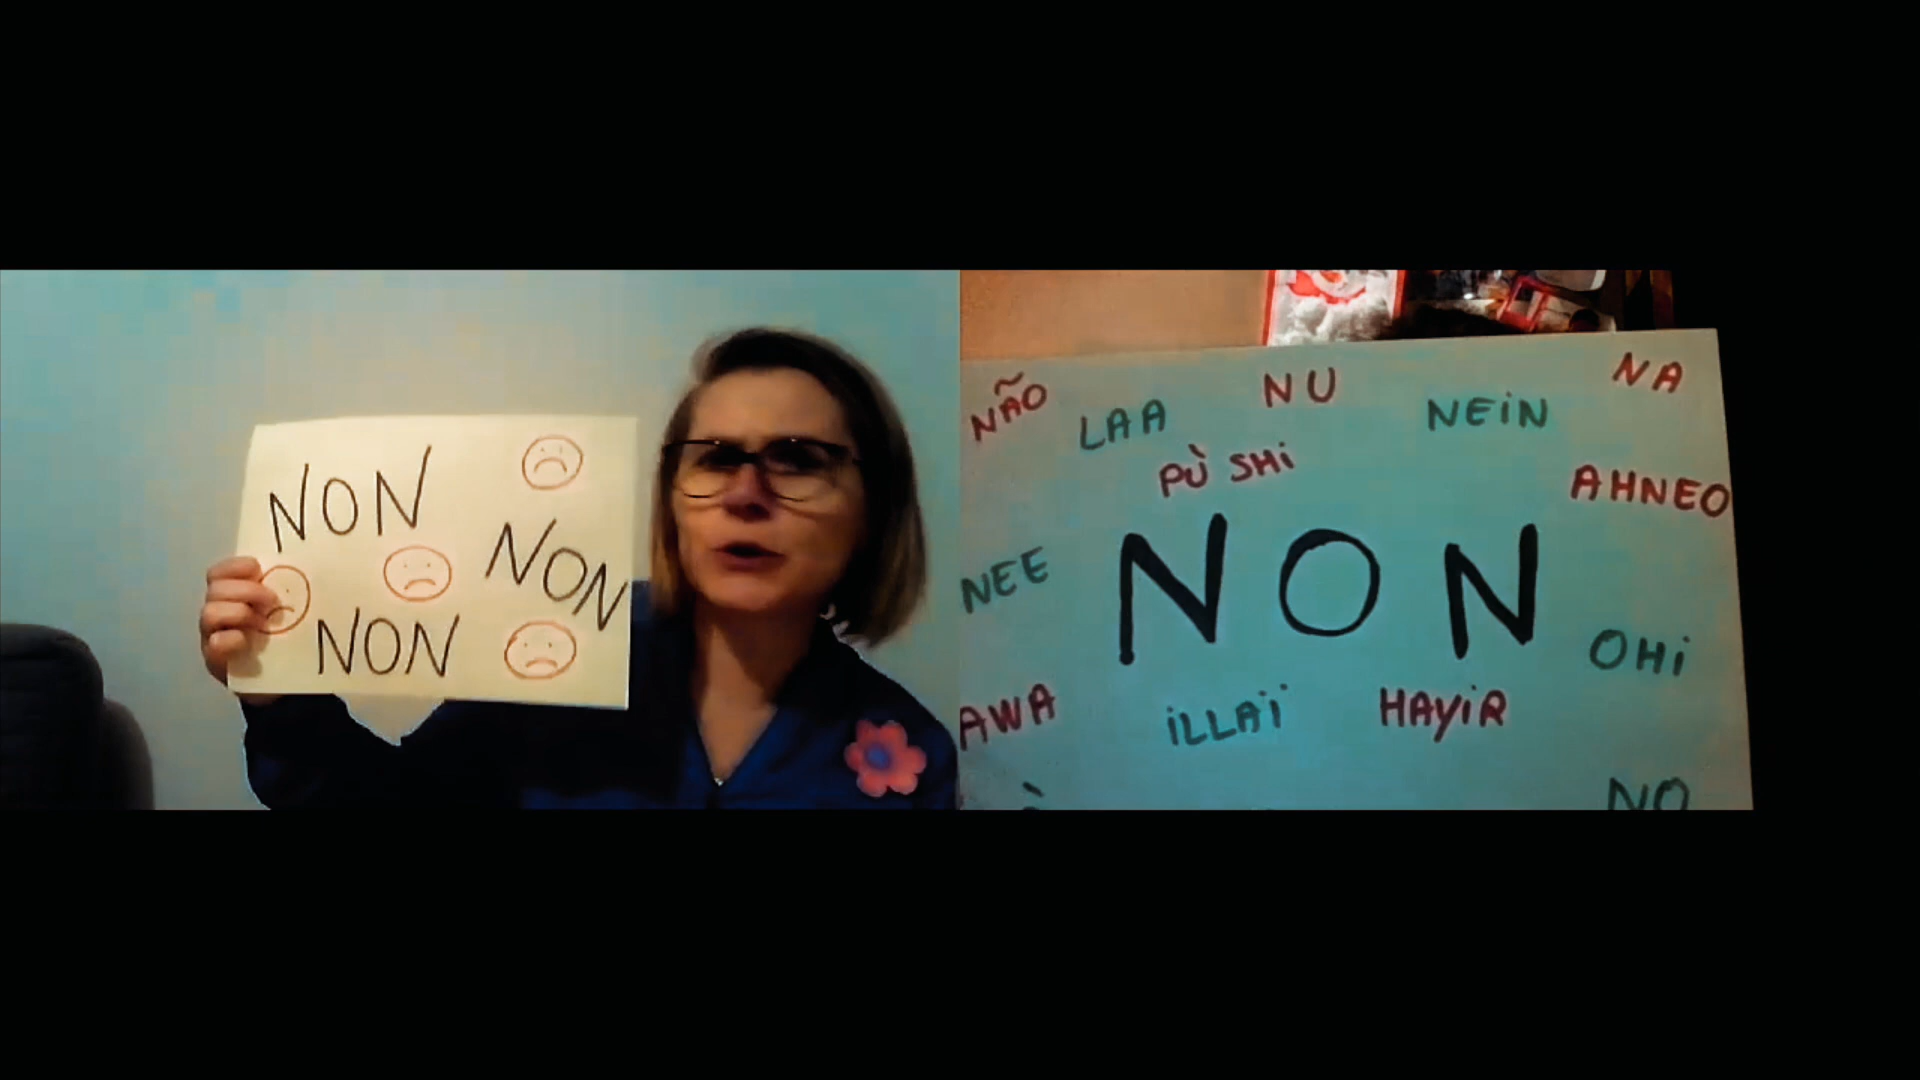 NON
NON
NON
NÃO
LAA
NU
NEiN
NA
PÙ SHi
AHNEO
NEE
NON
OHi
AWA
iLLAï
HAYiR
NO